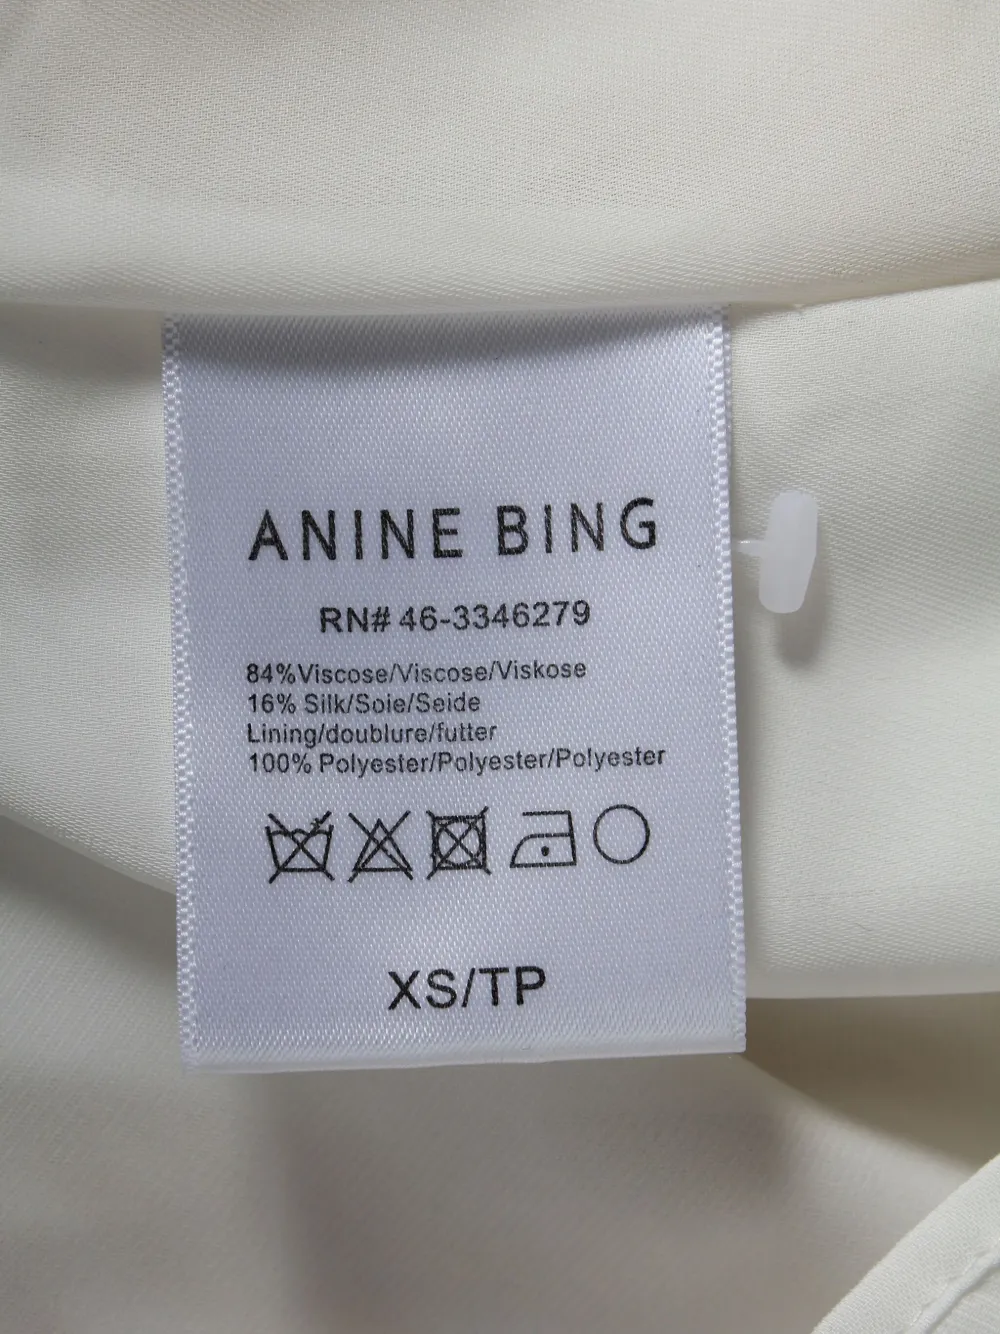 ANINE BING
RN# 46-3346279
84%Viscose/Viscose/Viskose
16% Silk/Soie/Seide
Lining/doublure/futter
100% Polyester/Polyester/Polyester
XS/TP